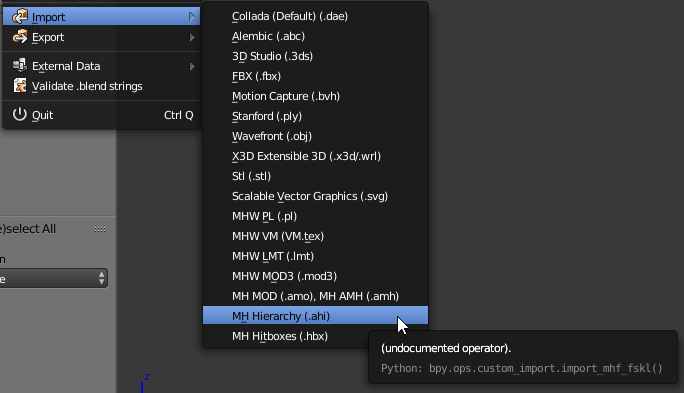 Import
Export
External Data
Validate .blend strings
Quit Ctrl Q
Collada (Default) (.dae)
Alembic (.abc)
3D Studio (.3ds)
FBX (.fbx)
Motion Capture (.bvh)
Stanford (.ply)
Wavefront (.obj)
X3D Extensible 3D (.x3d/.wrl)
Stl (.stl)
Scalable Vector Graphics (.svg)
MHW PL (.pl)
MHW VM (VM.tex)
MHW LMT (.lmt)
MHW MOD3 (.mod3)
MH MOD (.amo), MH AMH (.amh)
MH Hierarchy (.ahi)
MH Hitboxes (.hbx)
(undocumented operator).
Python: bpy.ops.custom_import.import_mhf_fskl()
e)select All
n
e
z